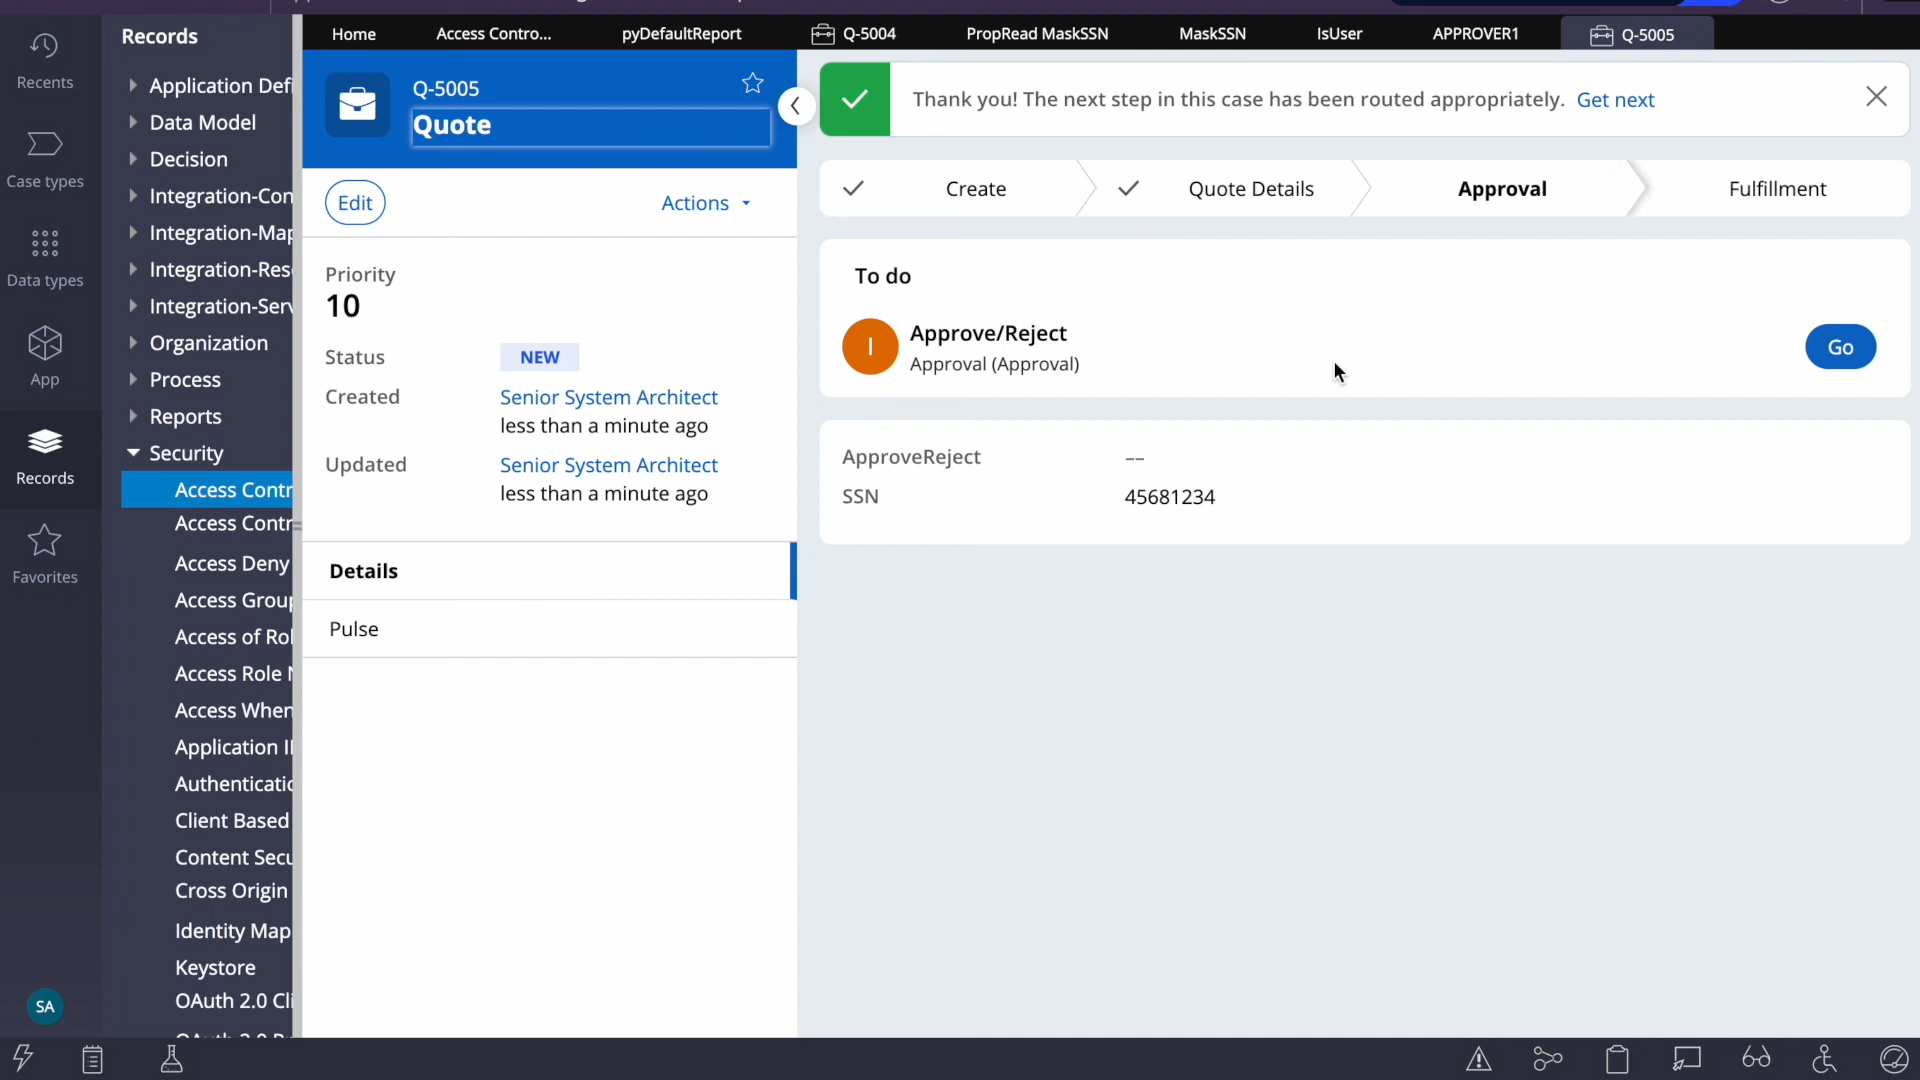 Recents
Case types
Data types
App
Records
Favorites
SA
Records
Application Defi
Data Model
Decision
Integration-Con
Integration-Map
Integration-Res
Integration-Serv
Organization
Process
Reports
Security
Access Contr
Access Contr
Access Deny
Access Group
Access of Rol
Access Role N
Access When
Application
Authenticatio
Client Based
Content Secu
Cross Origin
Identity Map
Keystore
OAuth 2.0 Cli
Home
Access Contro...
pyDefaultReport
Q-5004
PropRead MaskSSN
MaskSSN
IsUser
APPROVER1
Q-5005
Q-5005
Quote
Edit
Actions
Priority
10
Status
NEW
Created
Senior System Architect
less than a minute ago
Updated
Senior System Architect
less than a minute ago
Details
Pulse
Thank you! The next step in this case has been routed appropriately. Get next
Create
Quote Details
Approval
Fulfillment
To do
I
Approve/Reject
Approval (Approval)
Go
ApproveReject
––
SSN
45681234